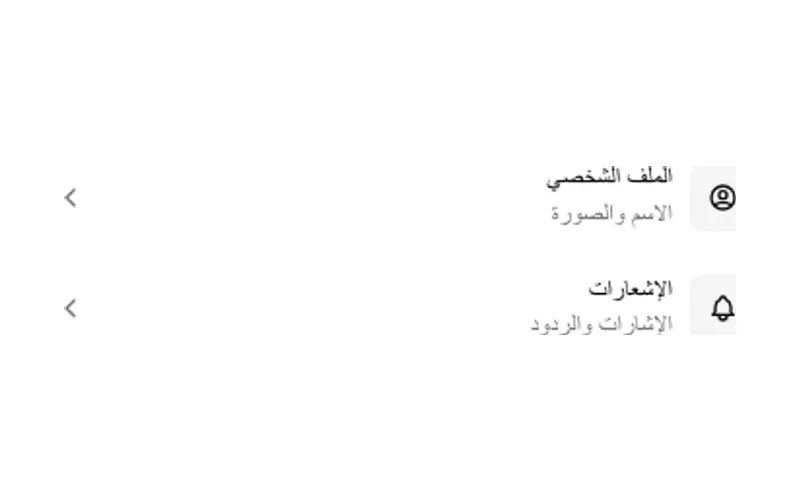 الملف الشخصي
الاسم والصورة
الإشعارات
الإشارات والردود